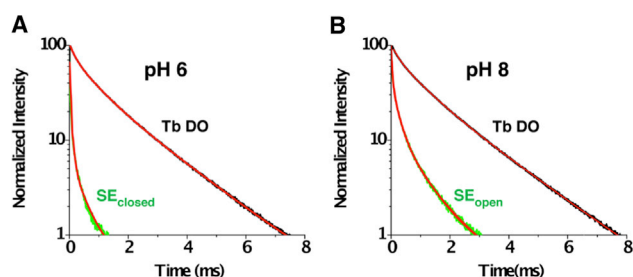 A
Normalized Intensity
100
10
1
pH 6
Tb DO
SEclosed
0 2 4 6 8
Time (ms)
B
Normalized Intensity
100
10
1
pH 8
Tb DO
SEopen
0 2 4 6 8
Time(ms)